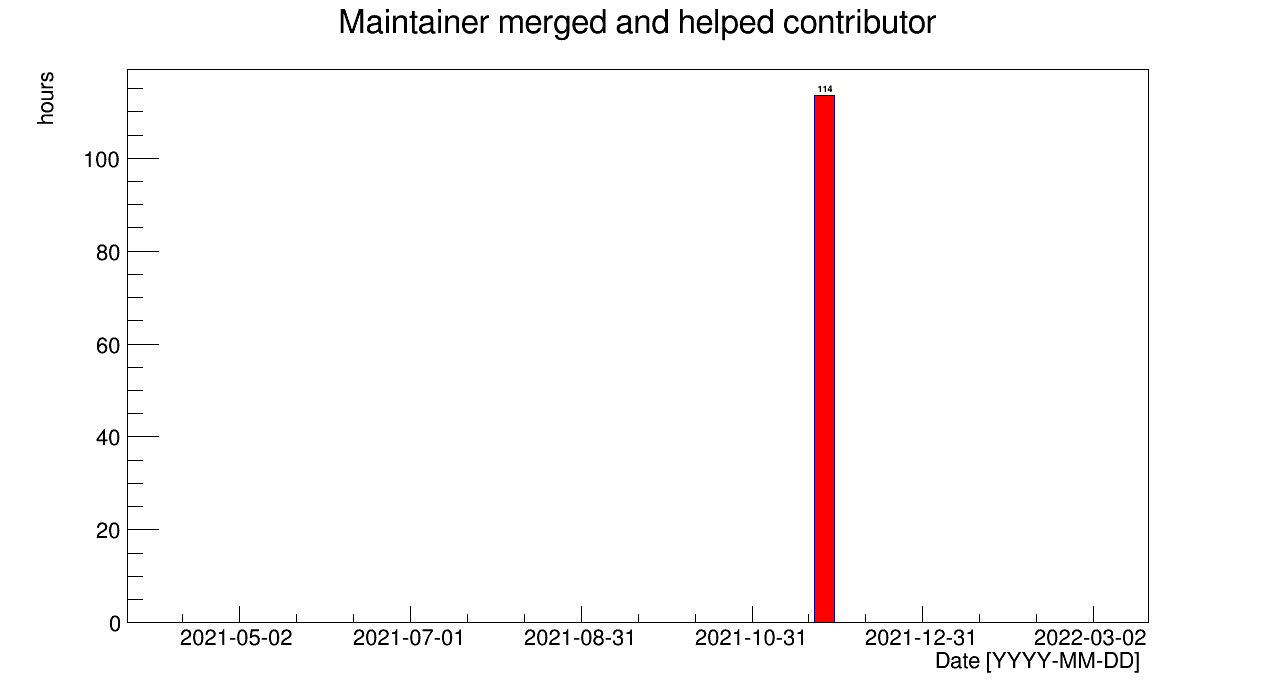 Maintainer merged and helped contributor
hours
114
100
80
60
40
20
0
2021-05-02 2021-07-01 2021-08-31 2021-10-31 2021-12-31 2022-03-02
Date [YYYY-MM-DD]